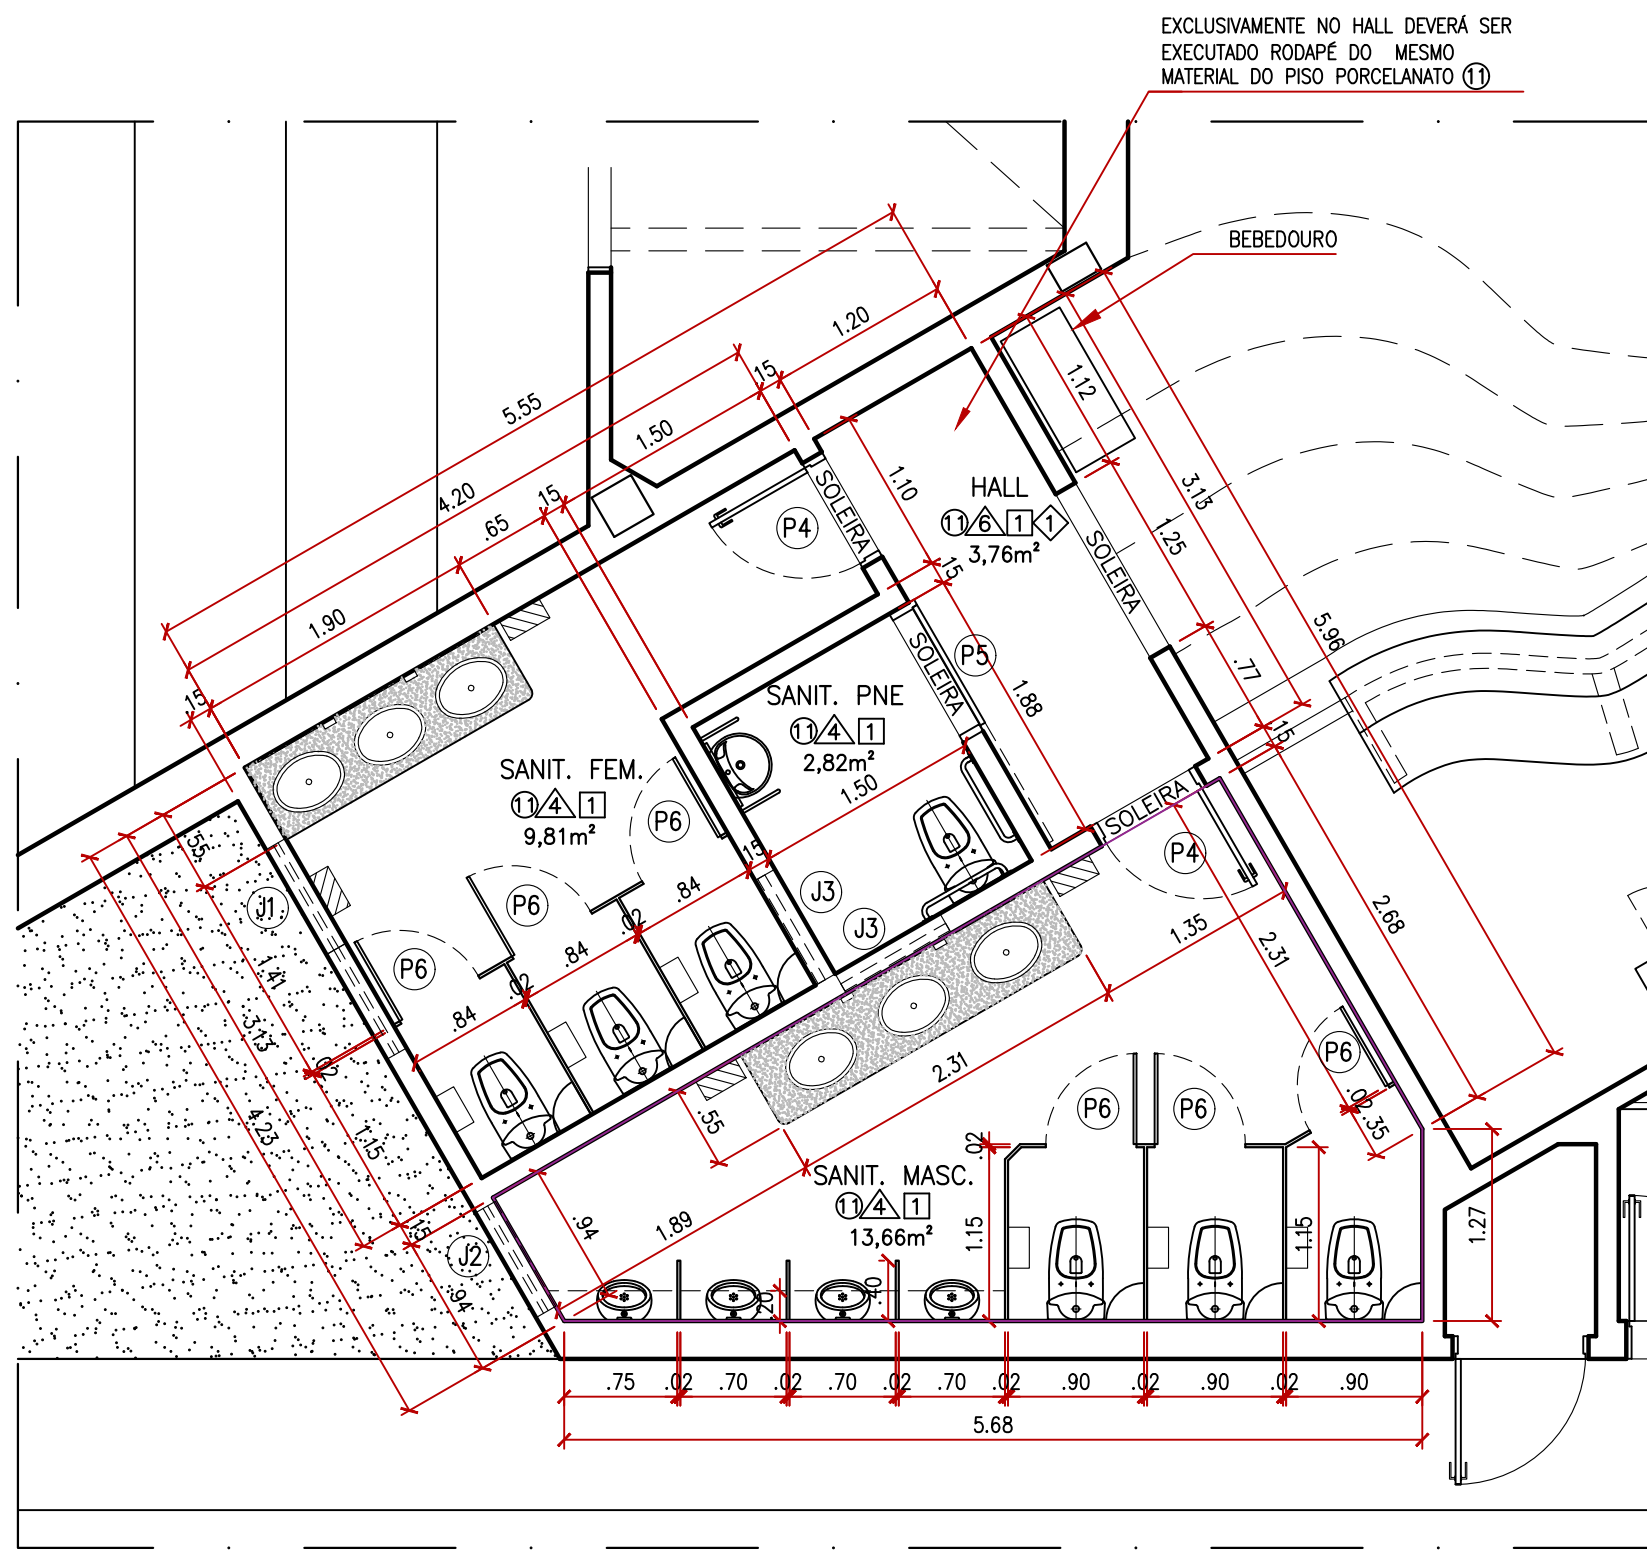 EXCLUSIVAMENTE NO HALL DEVERÁ SER
EXECUTADO RODAPÉ DO MESMO
MATERIAL DO PISO PORCELANATO 11
BEBEDOURO
1.20
.15
5.55
1.50
4.20
.15
.65
1.90
.15
1.12
3.13
1.10
1.25
5.96
.77
.15
.15
1.88
HALL
11 6 1 1
3,76m²
SOLEIRA
SOLEIRA
SOLEIRA
SOLEIRA
P4
P5
SANIT. PNE
11 4 1
2,82m²
1.50
SANIT. FEM.
11 4 1
9,81m²
P6
P6
P6
.15
.84
.02
.84
.02
.84
J3
J3
J1
.55
1.41
3.13
.02
4.23
1.15
.15
.94
J2
P4
1.35
2.31
2.68
2.31
.55
1.89
.94
P6
P6
P6
.02
.35
.02
1.15
1.15
1.27
SANIT. MASC.
11 4 1
13,66m²
.20
.40
.75 .02 .70 .02 .70 .02 .70 .02 .90 .02 .90 .02 .90
5.68